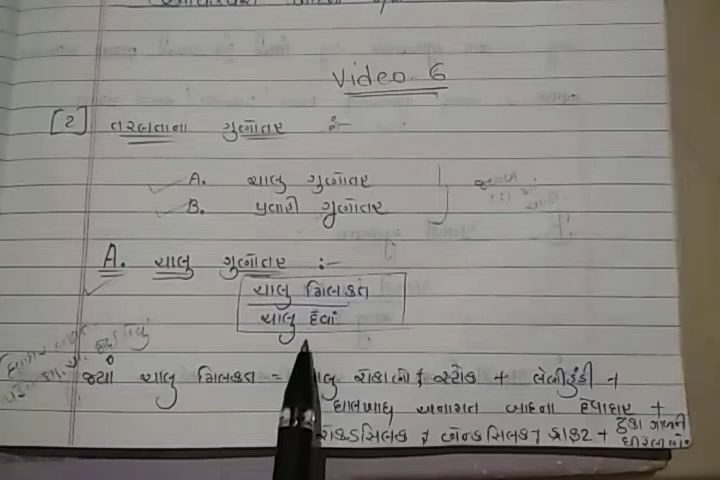 Video 6
[2] તરલતાના ગુણોતર :-
A. ચાલુ ગુણોતર
B. પ્રવાહી ગુણોતર
A. ચાલુ ગુણોતર :-
ચાલુ મિલકત
ચાલુ દેવાં
જ્યાં ચાલુ મિલકત = ચાલુ રોકાણો + સ્ટોક + લેણીહુંડી +
ઘાલખાધ અનામત બાદના દેવાદાર +
રોકડસિલક + બૅન્કસિલક + ડ્રાફ્ટ + ટૂંકા ગાળાની
ધીરાણો